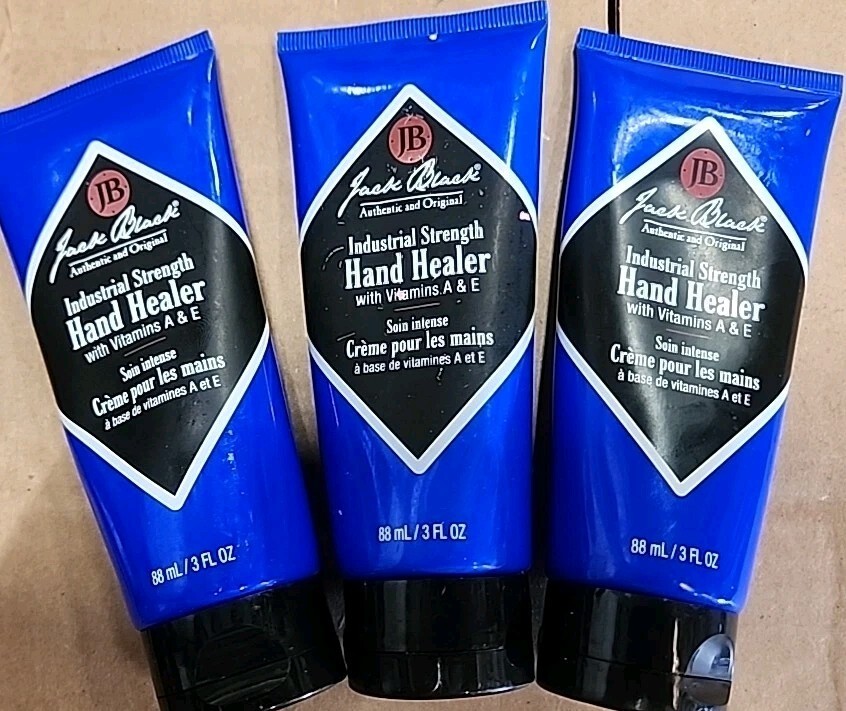 JB
Jack Black®
Authentic and Original
Industrial Strength
Hand Healer
with Vitamins A & E
Soin intense
Crème pour les mains
à base de vitamines A et E
88 mL / 3 FL OZ
JB
Jack Black®
Authentic and Original
Industrial Strength
Hand Healer
with Vitamins A & E
Soin intense
Crème pour les mains
à base de vitamines A et E
88 mL / 3 FL OZ
JB
Jack Black®
Authentic and Original
Industrial Strength
Hand Healer
with Vitamins A & E
Soin intense
Crème pour les mains
à base de vitamines A et E
88 mL / 3 FL OZ